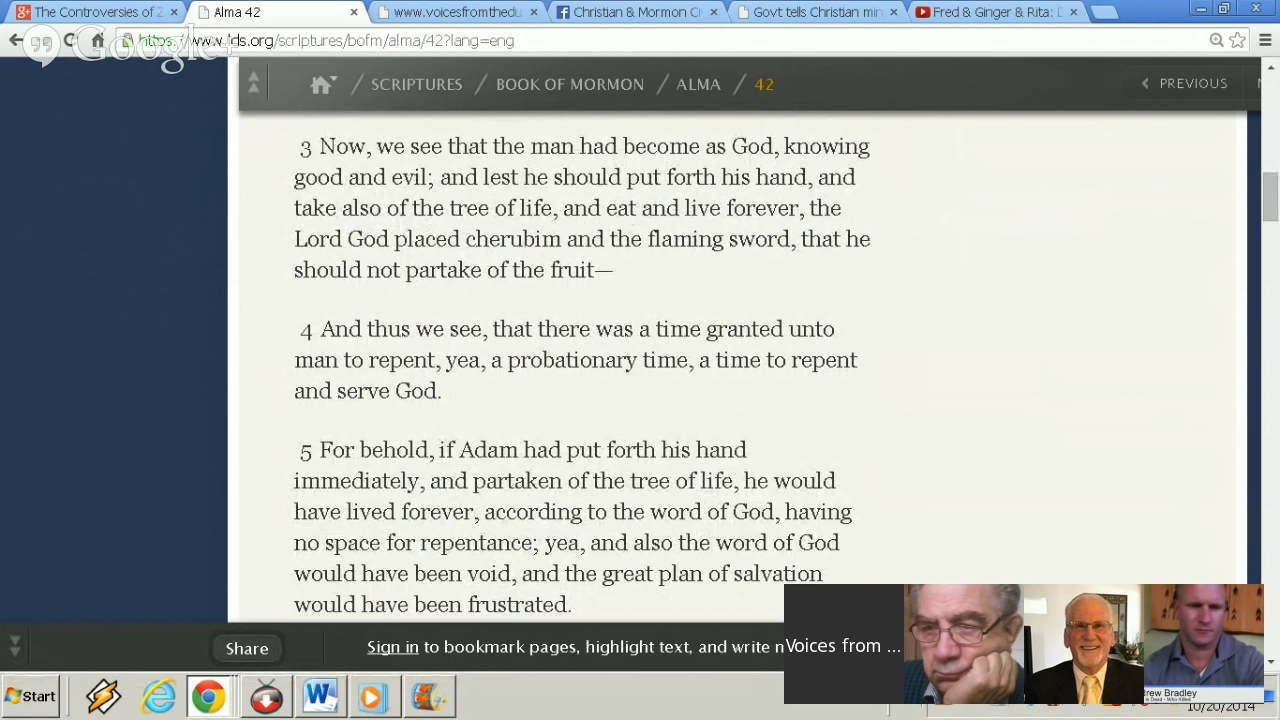 The Controversies of 2
Alma 42
www.voicesfromthedu
Christian & Mormon Ci
Govt tells Christian min
Fred & Ginger & Rita: D
https://www.lds.org/scriptures/bofm/alma/42?lang=eng
Google+
SCRIPTURES / BOOK OF MORMON / ALMA / 42
PREVIOUS
3 Now, we see that the man had become as God, knowing
good and evil; and lest he should put forth his hand, and
take also of the tree of life, and eat and live forever, the
Lord God placed cherubim and the flaming sword, that he
should not partake of the fruit—
4 And thus we see, that there was a time granted unto
man to repent, yea, a probationary time, a time to repent
and serve God.
5 For behold, if Adam had put forth his hand
immediately, and partaken of the tree of life, he would
have lived forever, according to the word of God, having
no space for repentance; yea, and also the word of God
would have been void, and the great plan of salvation
would have been frustrated.
Share
Sign in to bookmark pages, highlight text, and write n
Voices from ...
rew Bradley
Start
10/20/2014